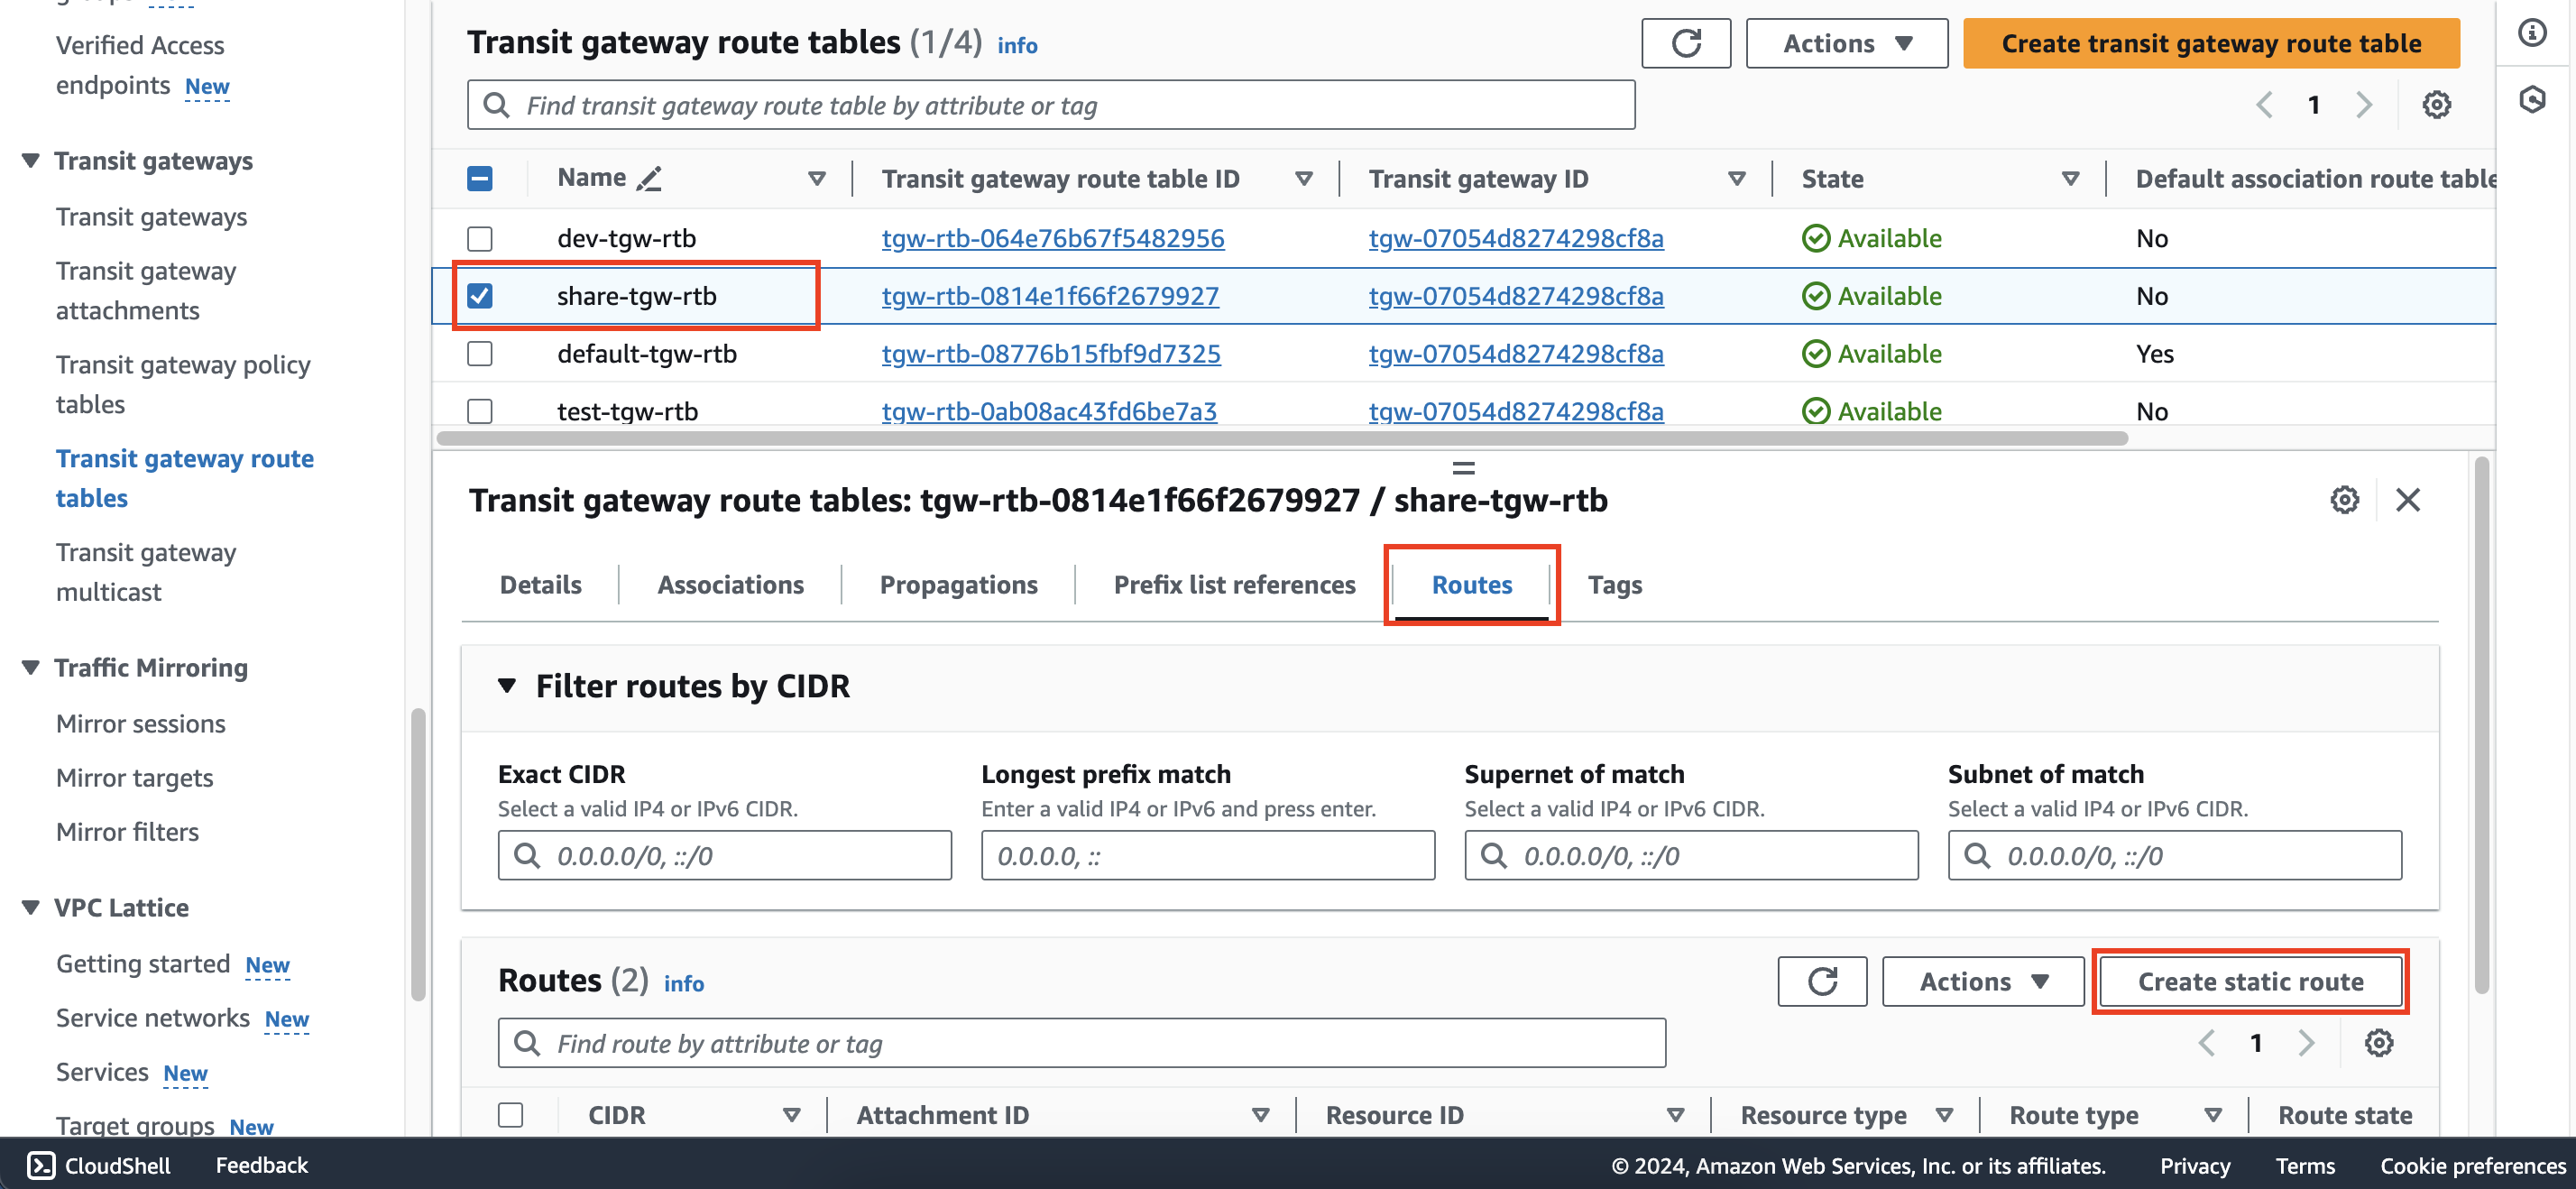 Verified Access
endpoints New
Transit gateways
Transit gateways
Transit gateway
attachments
Transit gateway policy
tables
Transit gateway route
tables
Transit gateway
multicast
Traffic Mirroring
Mirror sessions
Mirror targets
Mirror filters
VPC Lattice
Getting started New
Service networks New
Services New
Target groups New
Transit gateway route tables (1/4) info
Actions
Create transit gateway route table
Find transit gateway route table by attribute or tag
1
Name Transit gateway route table ID Transit gateway ID State Default association route table
dev-tgw-rtb tgw-rtb-064e76b67f5482956 tgw-07054d8274298cf8a Available No
share-tgw-rtb tgw-rtb-0814e1f66f2679927 tgw-07054d8274298cf8a Available No
default-tgw-rtb tgw-rtb-08776b15fbf9d7325 tgw-07054d8274298cf8a Available Yes
test-tgw-rtb tgw-rtb-0ab08ac43fd6be7a3 tgw-07054d8274298cf8a Available No
Transit gateway route tables: tgw-rtb-0814e1f66f2679927 / share-tgw-rtb
Details Associations Propagations Prefix list references Routes Tags
Filter routes by CIDR
Exact CIDR Longest prefix match Supernet of match Subnet of match
Select a valid IP4 or IPv6 CIDR. Enter a valid IP4 or IPv6 and press enter. Select a valid IP4 or IPv6 CIDR. Select a valid IP4 or IPv6 CIDR.
0.0.0.0/0, ::/0 0.0.0.0, :: 0.0.0.0/0, ::/0 0.0.0.0/0, ::/0
Routes (2) info
Actions
Create static route
Find route by attribute or tag
1
CIDR Attachment ID Resource ID Resource type Route type Route state
CloudShell Feedback © 2024, Amazon Web Services, Inc. or its affiliates. Privacy Terms Cookie preferences